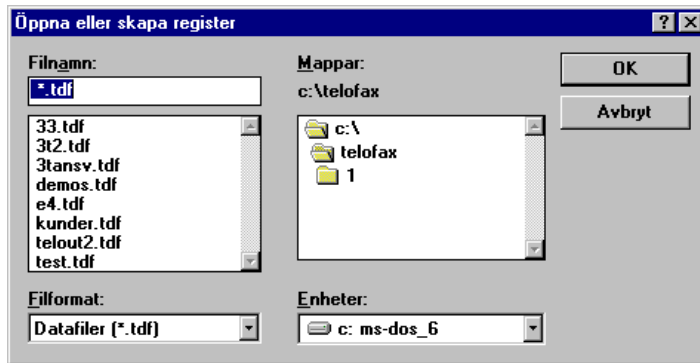 Öppna eller skapa register
Filnamn:
*.tdf
33.tdf
3t2.tdf
3tansv.tdf
demos.tdf
e4.tdf
kunder.tdf
telout2.tdf
test.tdf
Filformat:
Datafiler (*.tdf)
Mappar:
c:\telofax
c:\
telofax
1
Enheter:
c: ms-dos_6
OK
Avbryt